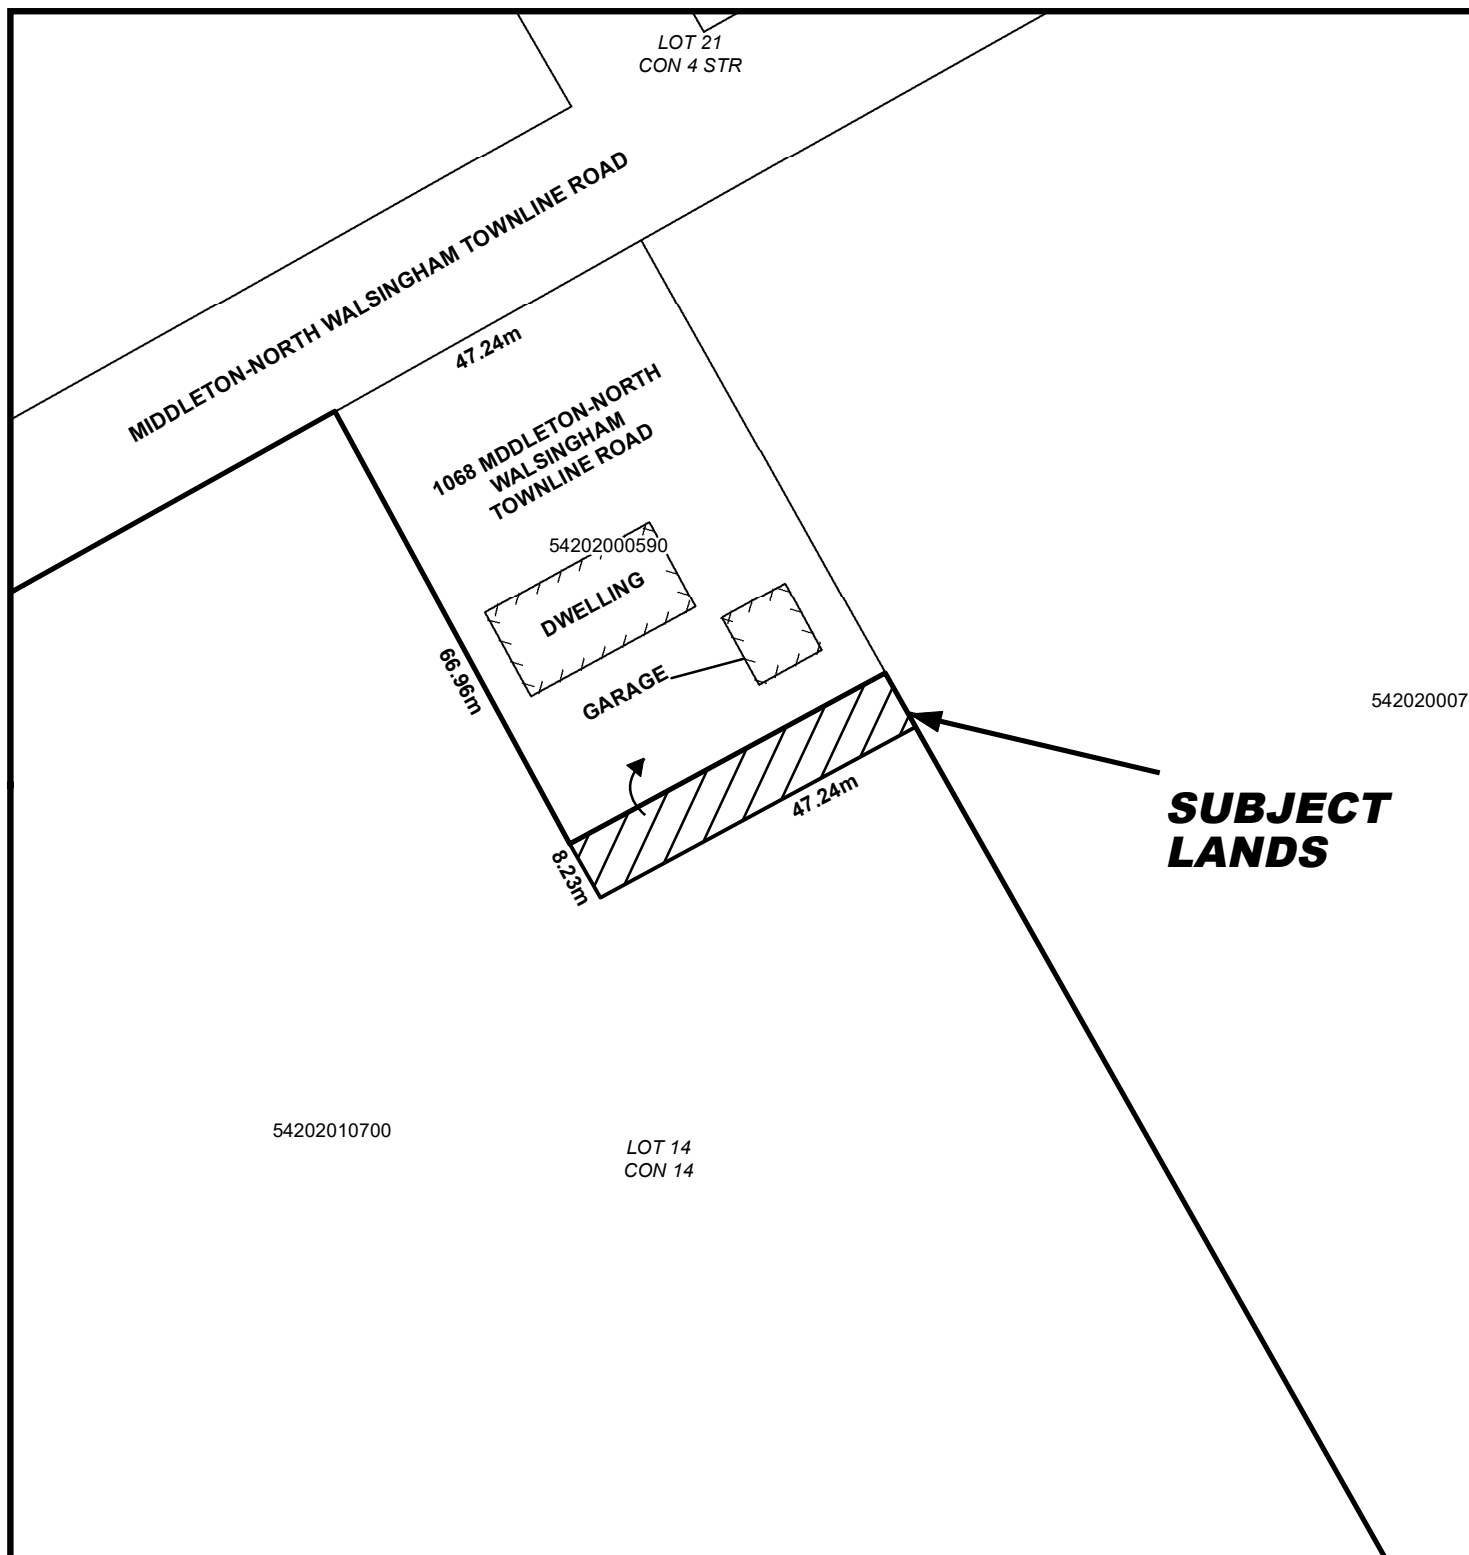 LOT 21
CON 4 STR
MIDDLETON-NORTH WALSINGHAM TOWNLINE ROAD
47.24m
1068 MDDLETON-NORTH
WALSINGHAM
TOWNLINE ROAD
54202000590
DWELLING
66.96m
GARAGE
542020007
47.24m
SUBJECT
LANDS
8.23m
54202010700
LOT 14
CON 14